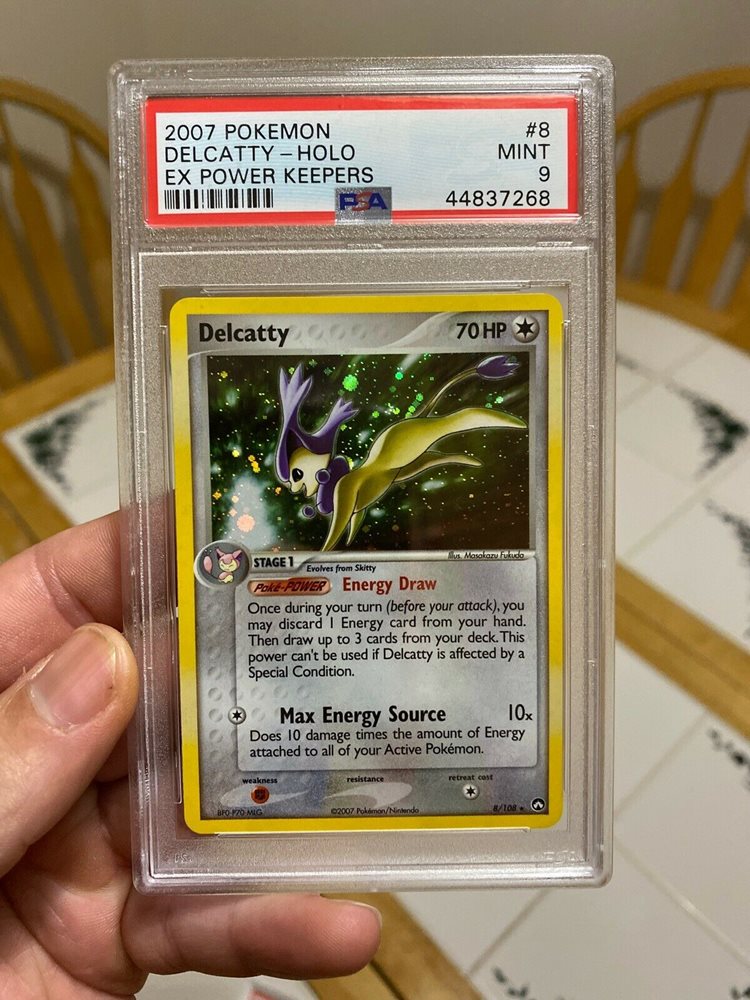 2007 POKEMON #8
DELCATTY - HOLO MINT
EX POWER KEEPERS 9
PSA 44837268
Delcatty 70 HP
Illus. Masakazu Fukuda
STAGE 1 Evolves from Skitty
Poké-POWER Energy Draw
Once during your turn (before your attack), you
may discard 1 Energy card from your hand.
Then draw up to 3 cards from your deck. This
power can't be used if Delcatty is affected by a
Special Condition.
Max Energy Source 10x
Does 10 damage times the amount of Energy
attached to all of your Active Pokémon.
weakness resistance retreat cost
BP0-P70-MLG ©2007 Pokémon/Nintendo 8/108 ★